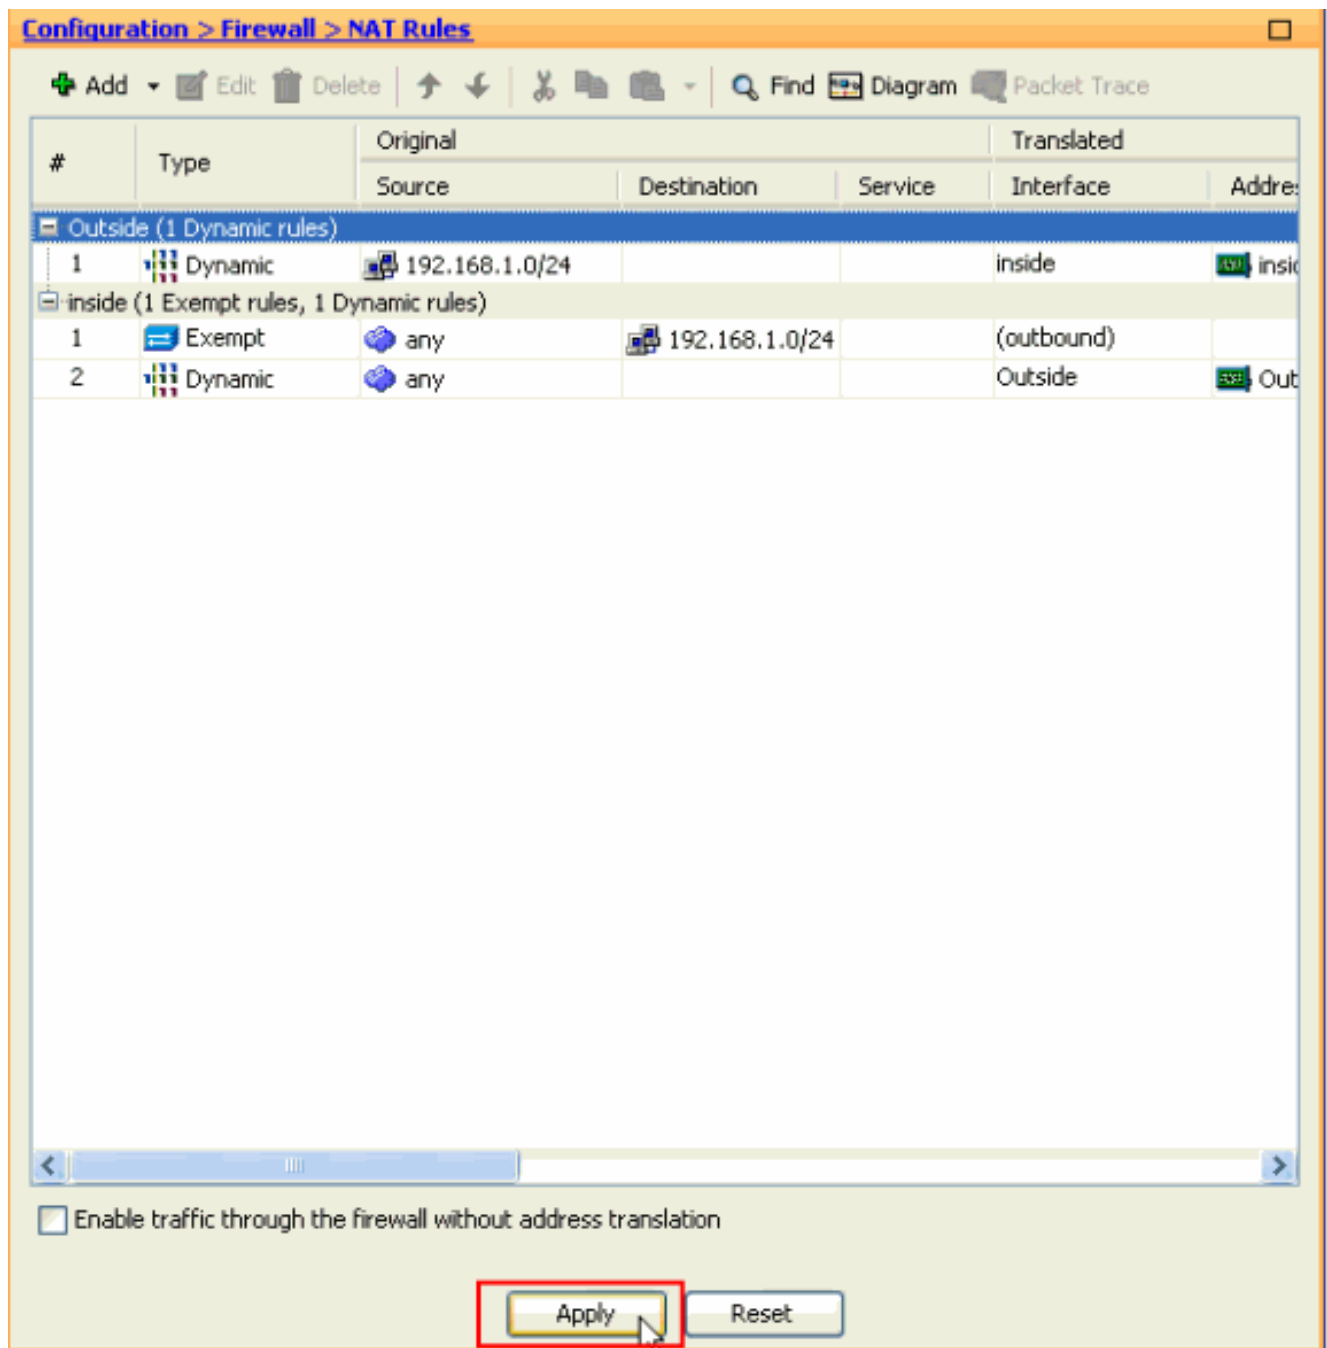 Configuration > Firewall > NAT Rules
Add Edit Delete Find Diagram Packet Trace
Original Translated
# Type
Source Destination Service Interface Addre
Outside (1 Dynamic rules)
1 Dynamic 192.168.1.0/24 inside insid
inside (1 Exempt rules, 1 Dynamic rules)
1 Exempt any 192.168.1.0/24 (outbound)
2 Dynamic any Outside Out
Enable traffic through the firewall without address translation
Apply Reset